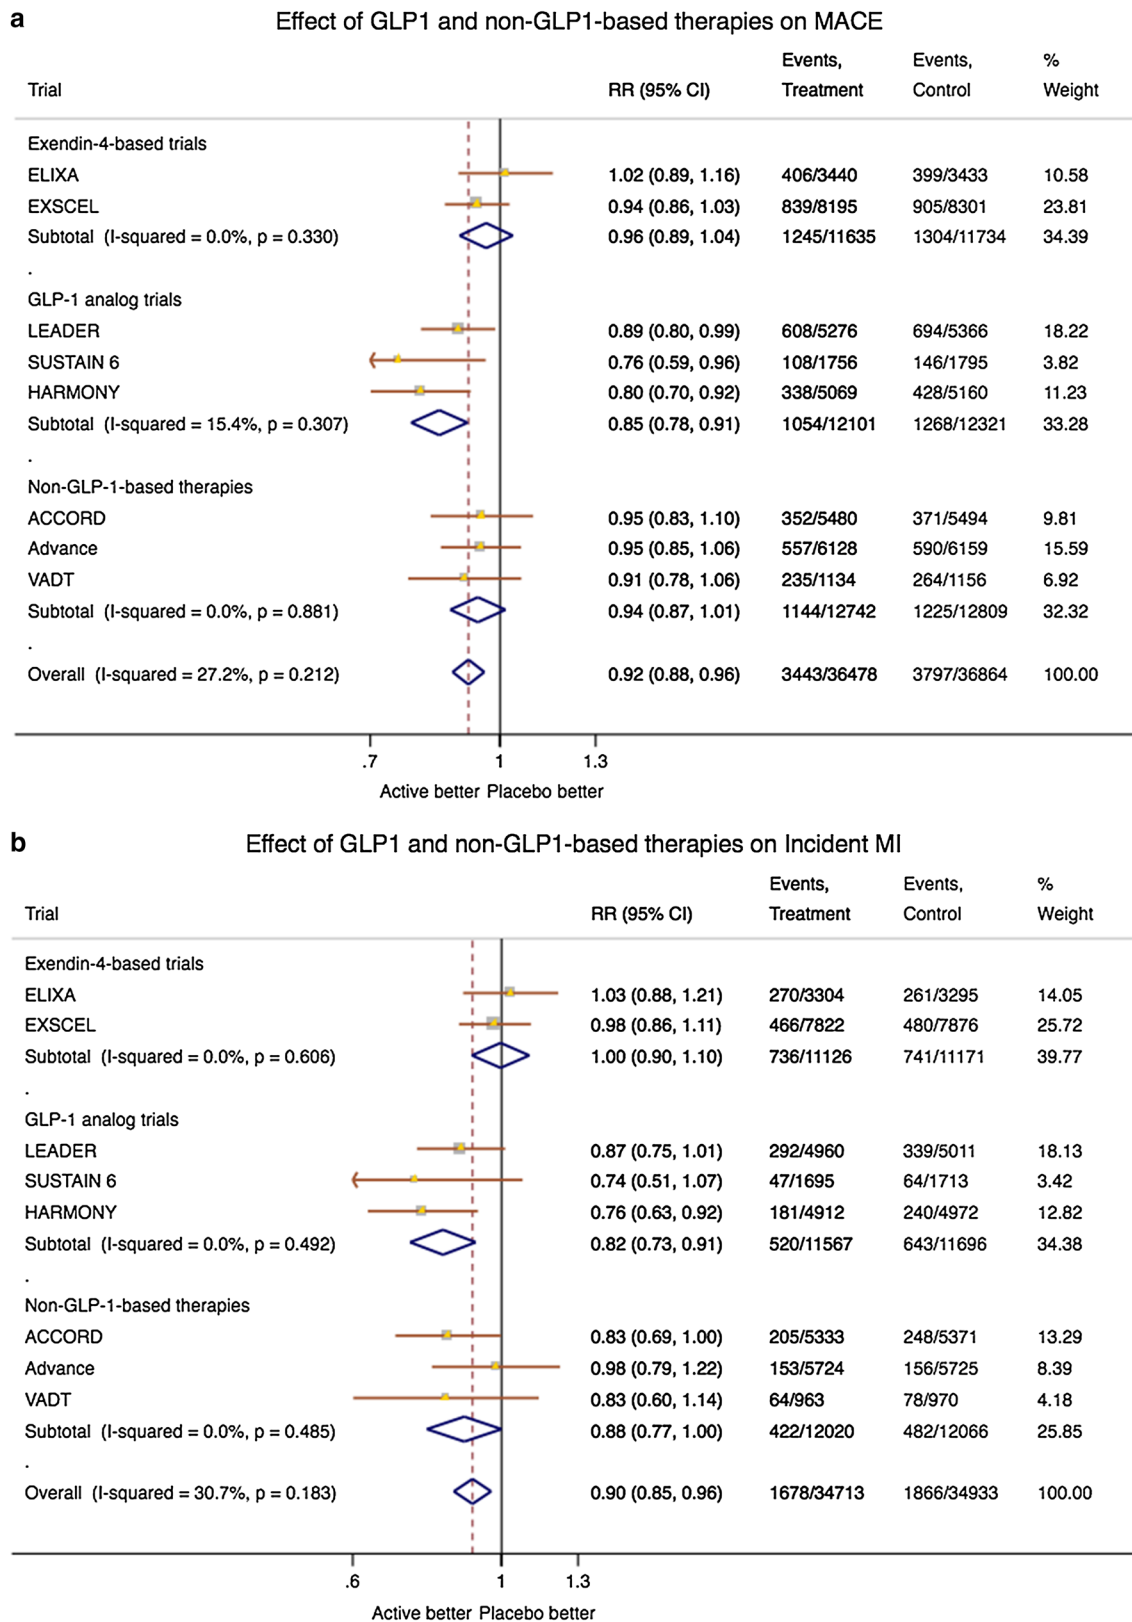 a
Effect of GLP1 and non-GLP1-based therapies on MACE
Events, Events, %
Trial RR (95% CI) Treatment Control Weight
Exendin-4-based trials
ELIXA 1.02 (0.89, 1.16) 406/3440 399/3433 10.58
EXSCEL 0.94 (0.86, 1.03) 839/8195 905/8301 23.81
Subtotal (I-squared = 0.0%, p = 0.330) 0.96 (0.89, 1.04) 1245/11635 1304/11734 34.39
.
GLP-1 analog trials
LEADER 0.89 (0.80, 0.99) 608/5276 694/5366 18.22
SUSTAIN 6 0.76 (0.59, 0.96) 108/1756 146/1795 3.82
HARMONY 0.80 (0.70, 0.92) 338/5069 428/5160 11.23
Subtotal (I-squared = 15.4%, p = 0.307) 0.85 (0.78, 0.91) 1054/12101 1268/12321 33.28
.
Non-GLP-1-based therapies
ACCORD 0.95 (0.83, 1.10) 352/5480 371/5494 9.81
Advance 0.95 (0.85, 1.06) 557/6128 590/6159 15.59
VADT 0.91 (0.78, 1.06) 235/1134 264/1156 6.92
Subtotal (I-squared = 0.0%, p = 0.881) 0.94 (0.87, 1.01) 1144/12742 1225/12809 32.32
.
Overall (I-squared = 27.2%, p = 0.212) 0.92 (0.88, 0.96) 3443/36478 3797/36864 100.00
.7 1 1.3
Active better Placebo better
b
Effect of GLP1 and non-GLP1-based therapies on Incident MI
Events, Events, %
Trial RR (95% CI) Treatment Control Weight
Exendin-4-based trials
ELIXA 1.03 (0.88, 1.21) 270/3304 261/3295 14.05
EXSCEL 0.98 (0.86, 1.11) 466/7822 480/7876 25.72
Subtotal (I-squared = 0.0%, p = 0.606) 1.00 (0.90, 1.10) 736/11126 741/11171 39.77
.
GLP-1 analog trials
LEADER 0.87 (0.75, 1.01) 292/4960 339/5011 18.13
SUSTAIN 6 0.74 (0.51, 1.07) 47/1695 64/1713 3.42
HARMONY 0.76 (0.63, 0.92) 181/4912 240/4972 12.82
Subtotal (I-squared = 0.0%, p = 0.492) 0.82 (0.73, 0.91) 520/11567 643/11696 34.38
.
Non-GLP-1-based therapies
ACCORD 0.83 (0.69, 1.00) 205/5333 248/5371 13.29
Advance 0.98 (0.79, 1.22) 153/5724 156/5725 8.39
VADT 0.83 (0.60, 1.14) 64/963 78/970 4.18
Subtotal (I-squared = 0.0%, p = 0.485) 0.88 (0.77, 1.00) 422/12020 482/12066 25.85
.
Overall (I-squared = 30.7%, p = 0.183) 0.90 (0.85, 0.96) 1678/34713 1866/34933 100.00
.6 1 1.3
Active better Placebo better